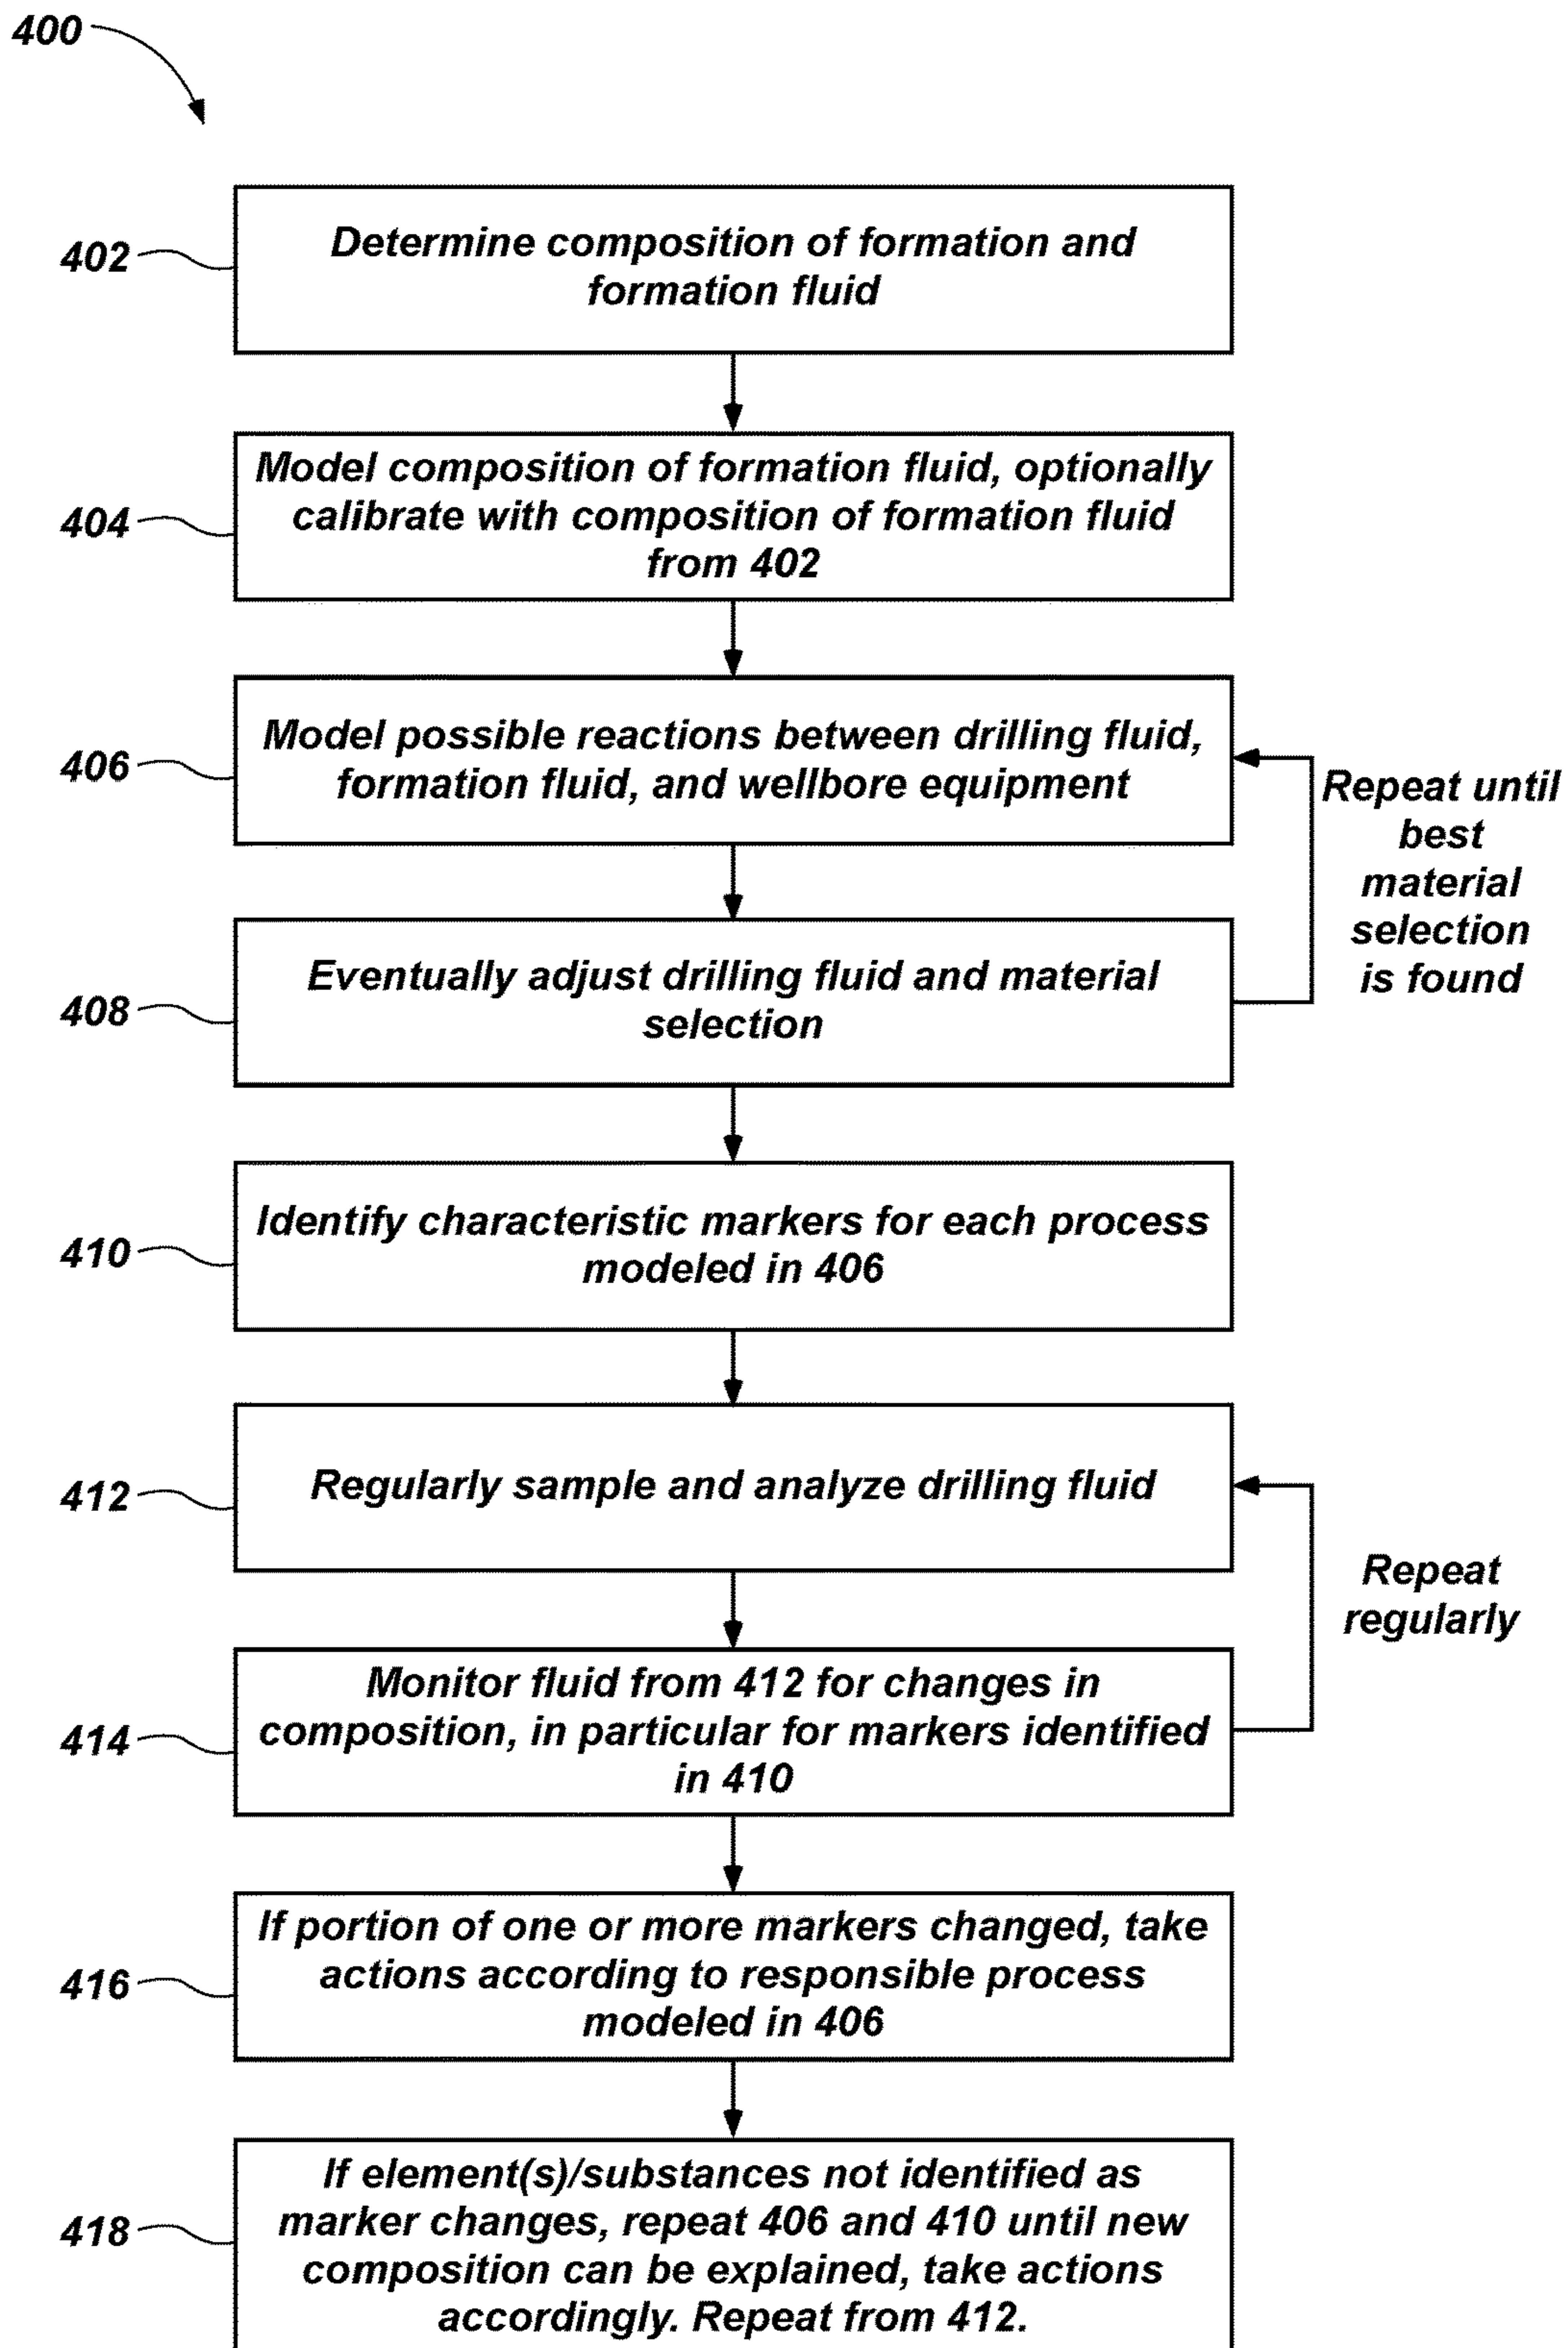 400
402
Determine composition of formation and
formation fluid
404
Model composition of formation fluid, optionally
calibrate with composition of formation fluid
from 402
406
Model possible reactions between drilling fluid,
formation fluid, and wellbore equipment
Repeat until
best
material
selection
is found
408
Eventually adjust drilling fluid and material
selection
410
Identify characteristic markers for each process
modeled in 406
412
Regularly sample and analyze drilling fluid
Repeat
regularly
414
Monitor fluid from 412 for changes in
composition, in particular for markers identified
in 410
416
If portion of one or more markers changed, take
actions according to responsible process
modeled in 406
418
If element(s)/substances not identified as
marker changes, repeat 406 and 410 until new
composition can be explained, take actions
accordingly. Repeat from 412.